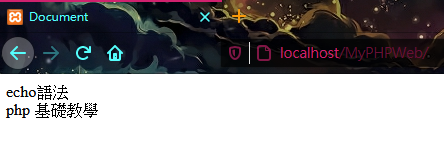 Document
localhost/MyPHPWeb/
echo語法
php 基礎教學